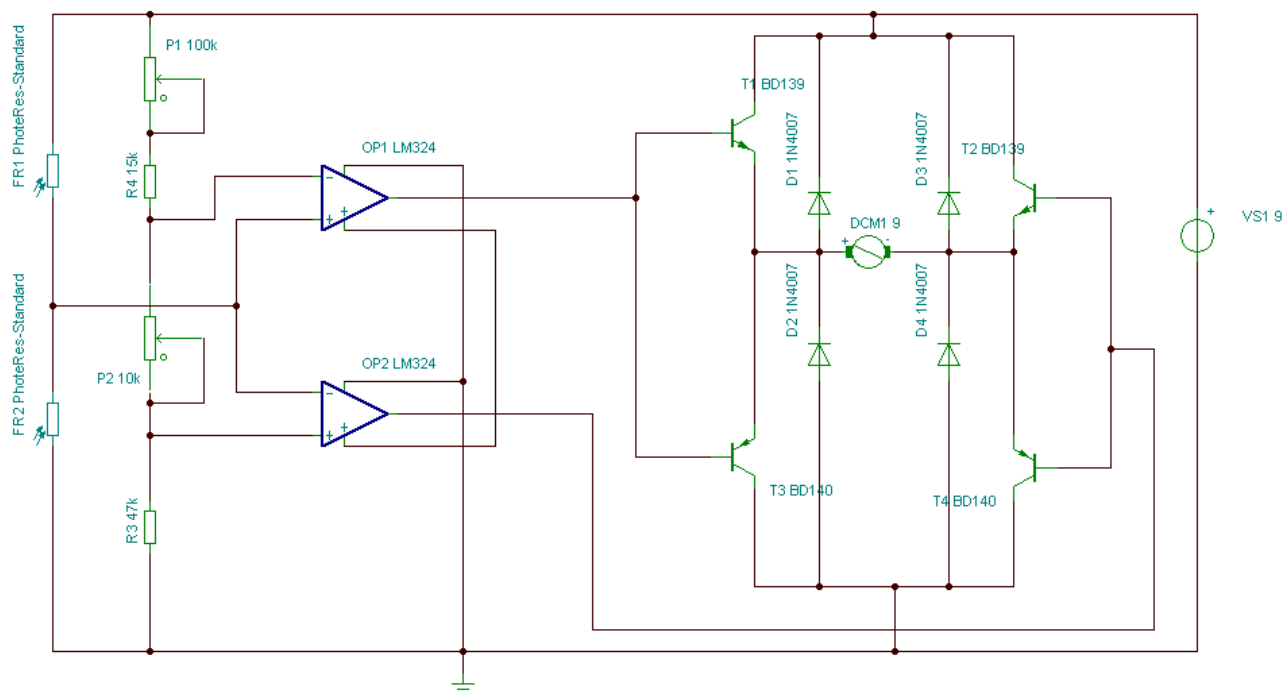 P1 100k
FR1 PhoteRes-Standard
R4 15k
OP1 LM324
T1 BD139
D1 1N4007
D3 1N4007
T2 BD139
DCM1 9
+
-
VS1 9
+
-
+
+
FR2 PhoteRes-Standard
P2 10k
OP2 LM324
-
+
+
D2 1N4007
D4 1N4007
R3 47k
T3 BD140
T4 BD140